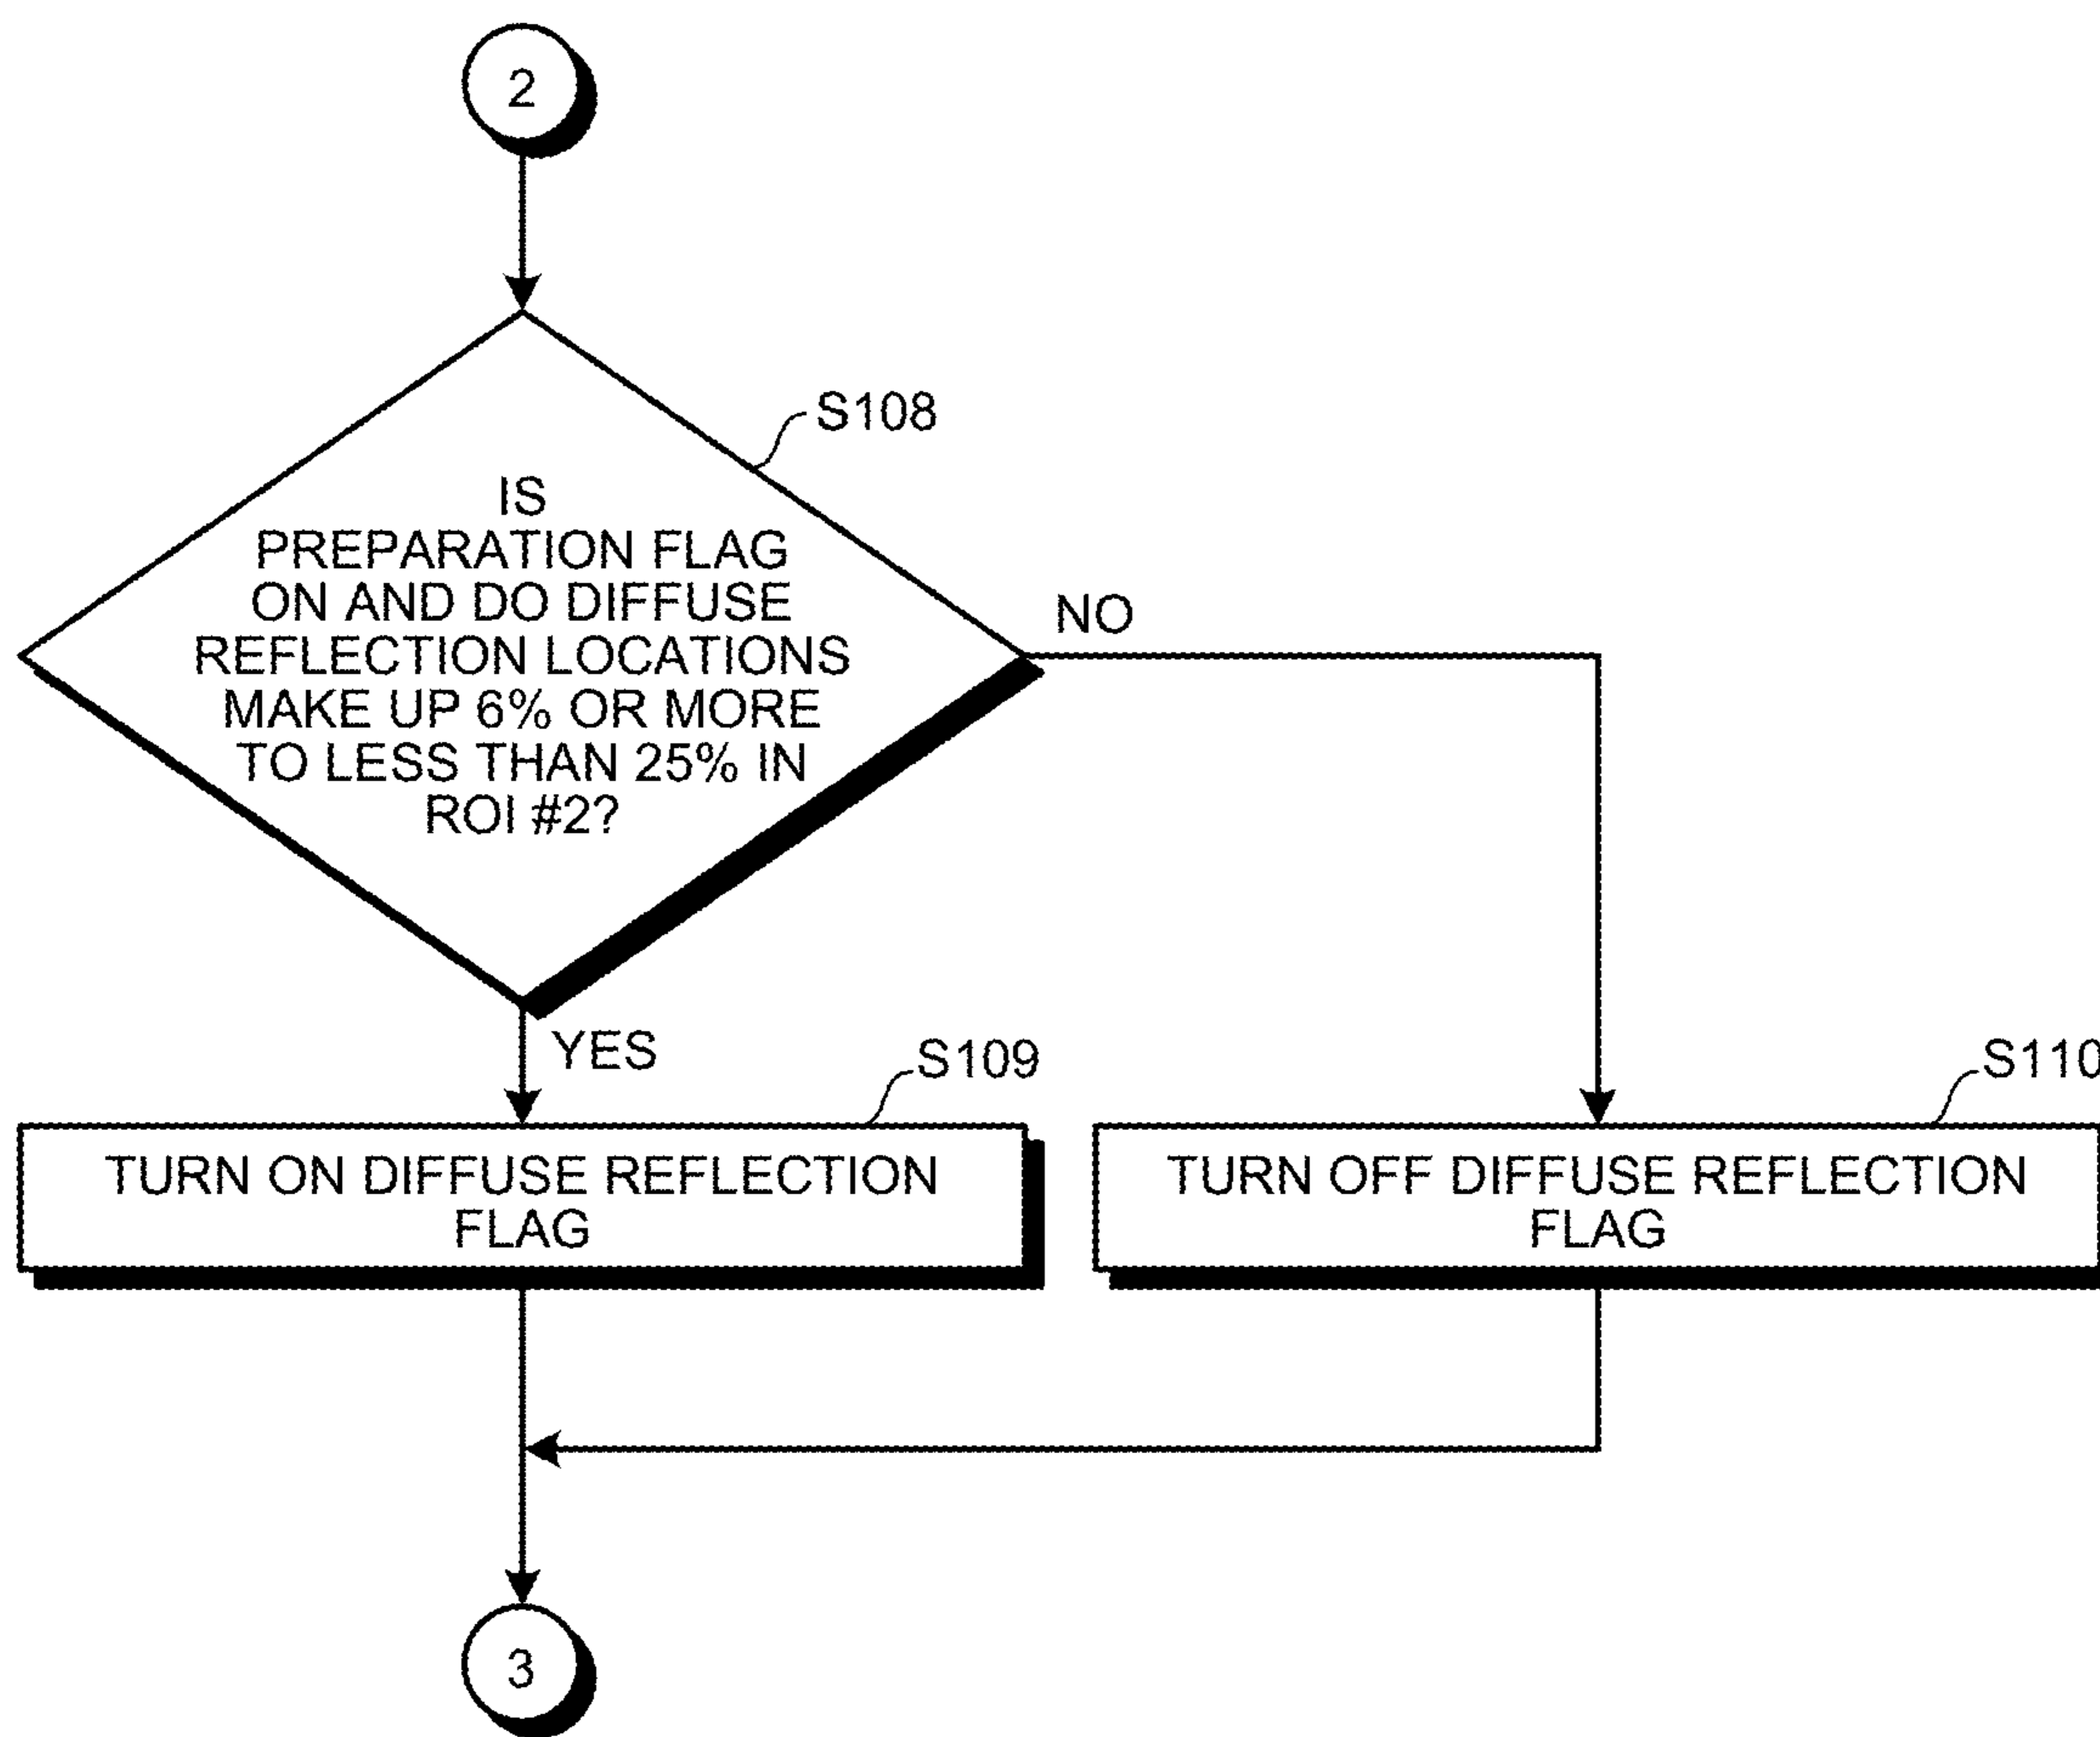 2
S108
IS
PREPARATION FLAG
ON AND DO DIFFUSE
REFLECTION LOCATIONS
MAKE UP 6% OR MORE
TO LESS THAN 25% IN
ROI #2?
NO
YES
S109
S110
TURN ON DIFFUSE REFLECTION
FLAG
TURN OFF DIFFUSE REFLECTION
FLAG
3